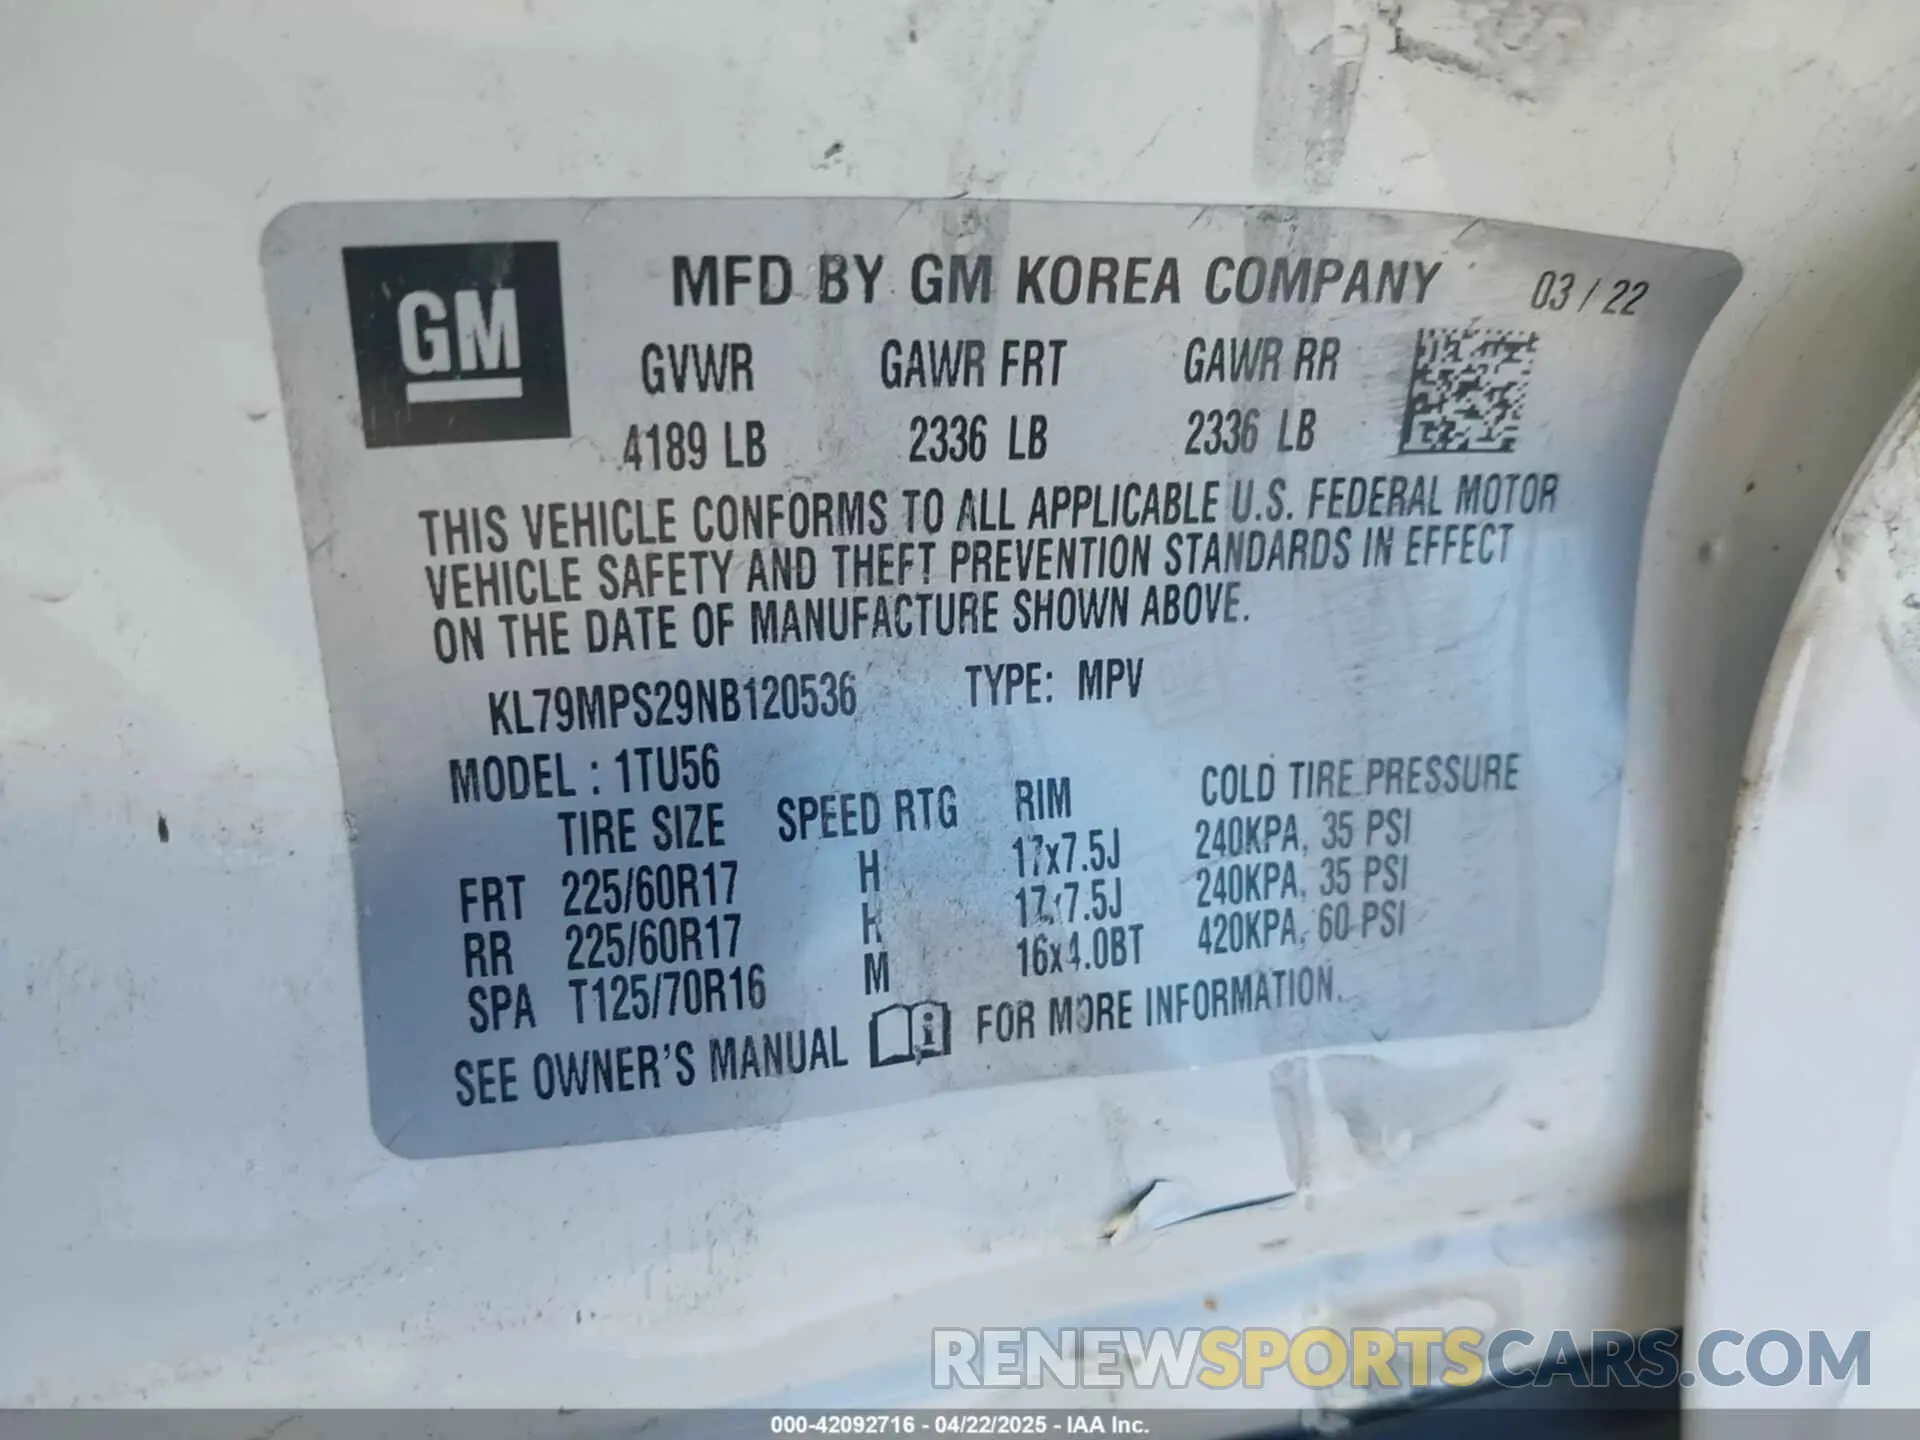 GM
MFD BY GM KOREA COMPANY 03 / 22
GVWR GAWR FRT GAWR RR
4189 LB 2336 LB 2336 LB
THIS VEHICLE CONFORMS TO ALL APPLICABLE U.S. FEDERAL MOTOR
VEHICLE SAFETY AND THEFT PREVENTION STANDARDS IN EFFECT
ON THE DATE OF MANUFACTURE SHOWN ABOVE.
KL79MPS29NB120536 TYPE: MPV
MODEL : 1TU56
TIRE SIZE SPEED RTG RIM COLD TIRE PRESSURE
FRT 225/60R17 H 17x7.5J 240KPA, 35 PSI
RR 225/60R17 H 17x7.5J 240KPA, 35 PSI
SPA T125/70R16 M 16x4.0BT 420KPA, 60 PSI
SEE OWNER'S MANUAL i FOR MORE INFORMATION.
RENEWSPORTSCARS.COM
000-42092716 - 04/22/2025 - IAA Inc.